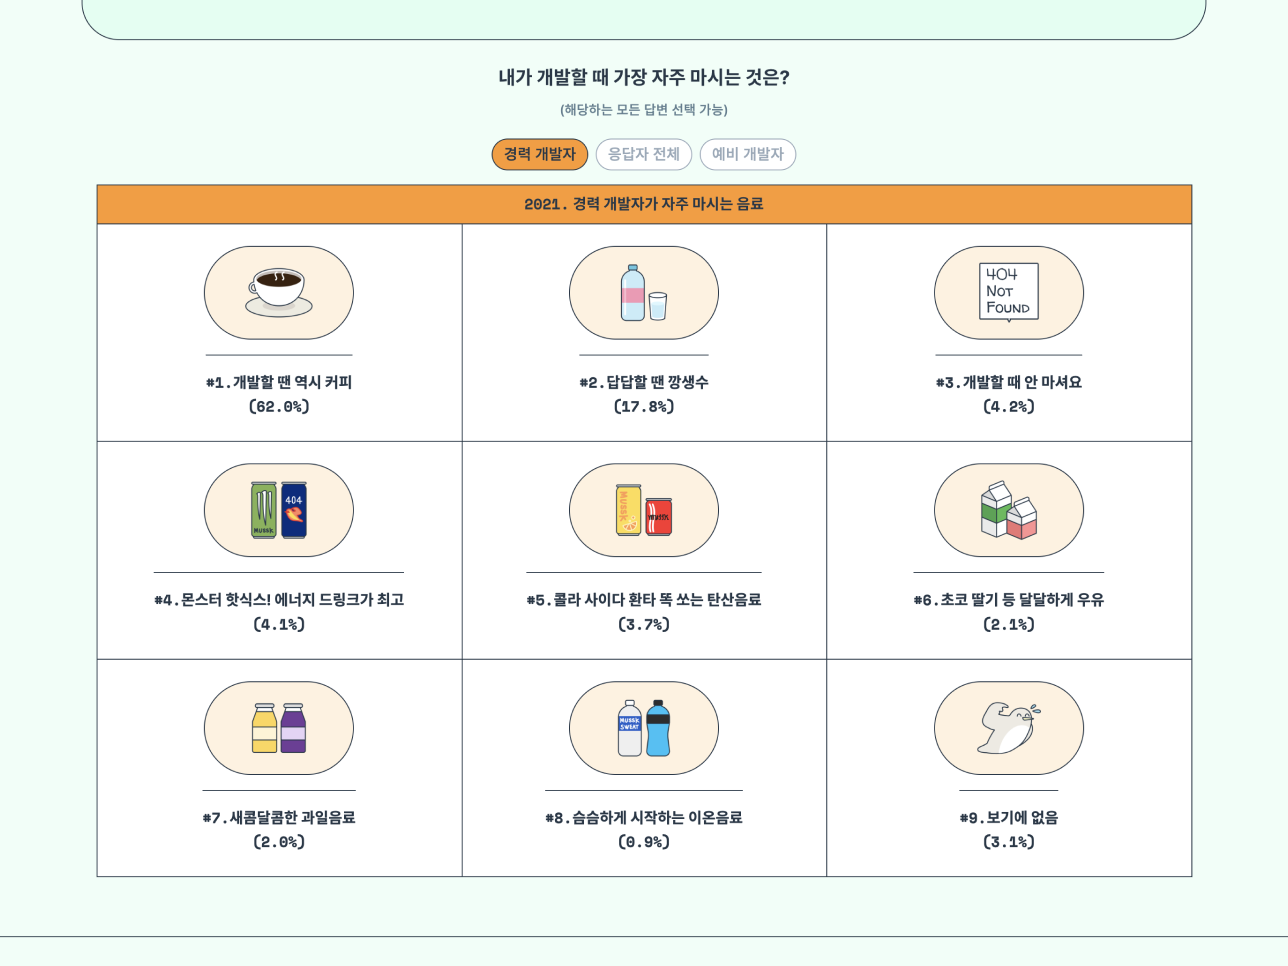 내가 개발할 때 가장 자주 마시는 것은?
(해당하는 모든 답변 선택 가능)
경력 개발자
응답자 전체
예비 개발자
2021. 경력 개발자가 자주 마시는 음료
404
NOT
FOUND
#1.개발할 땐 역시 커피
(62.0%)
#2.답답할 땐 깡생수
(17.8%)
#3.개발할 때 안 마셔요
(4.2%)
MUSSK
404
MUSSK
MUSSK
#4.몬스터 핫식스! 에너지 드링크가 최고
(4.1%)
#5.콜라 사이다 환타 톡 쏘는 탄산음료
(3.7%)
#6.초코 딸기 등 달달하게 우유
(2.1%)
MUSSK
SWEAT
#7.새콤달콤한 과일음료
(2.0%)
#8.슴슴하게 시작하는 이온음료
(0.9%)
#9.보기에 없음
(3.1%)